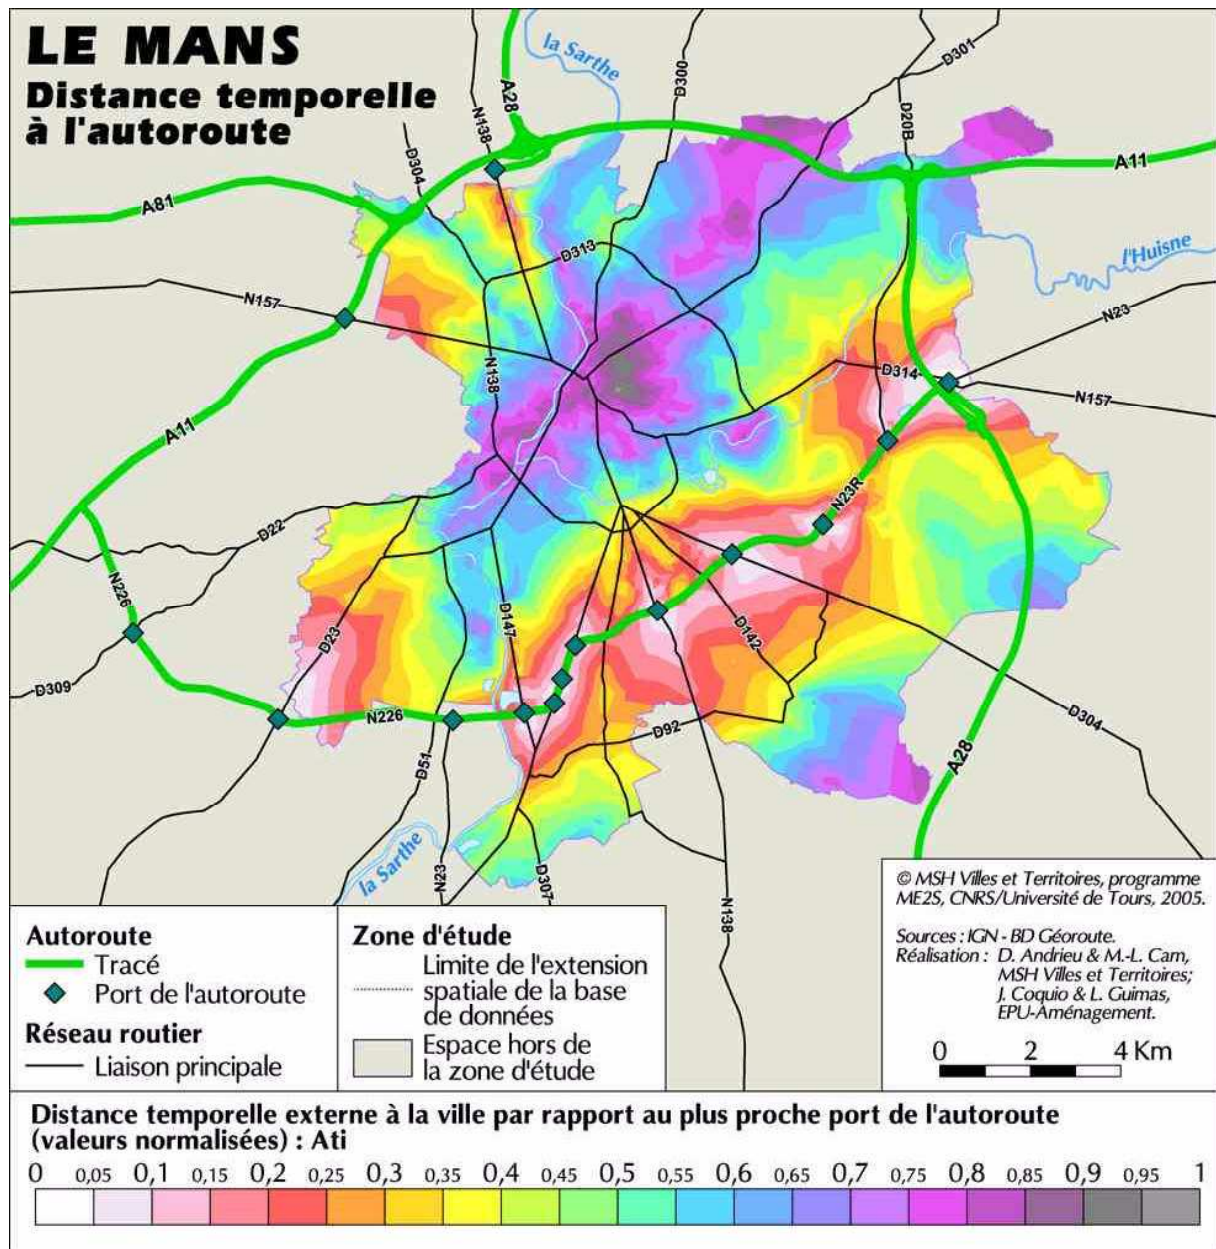 LE MANS
Distance temporelle
à l'autoroute
la Sarthe
D301
D300
A28
N138
D20B
D304
A11
A81
l'Huisne
D313
N157
N23
N138
D314
N157
A11
N23R
D22
N226
D147
D23
D142
D309
N226
D92
D304
D51
A28
la Sarthe
N23
D307
N138
© MSH Villes et Territoires, programme
ME2S, CNRS/Université de Tours, 2005.
Sources : IGN - BD Géoroute.
Réalisation : D. Andrieu & M.-L. Carn,
MSH Villes et Territoires;
J. Coquio & L. Guimas,
EPU-Aménagement.
0 2 4 Km
Autoroute
Tracé
Port de l'autoroute
Réseau routier
Liaison principale
Zone d'étude
Limite de l'extension
spatiale de la base
de données
Espace hors de
la zone d'étude
Distance temporelle externe à la ville par rapport au plus proche port de l'autoroute
(valeurs normalisées) : Ati
0 0,05 0,1 0,15 0,2 0,25 0,3 0,35 0,4 0,45 0,5 0,55 0,6 0,65 0,7 0,75 0,8 0,85 0,9 0,95 1